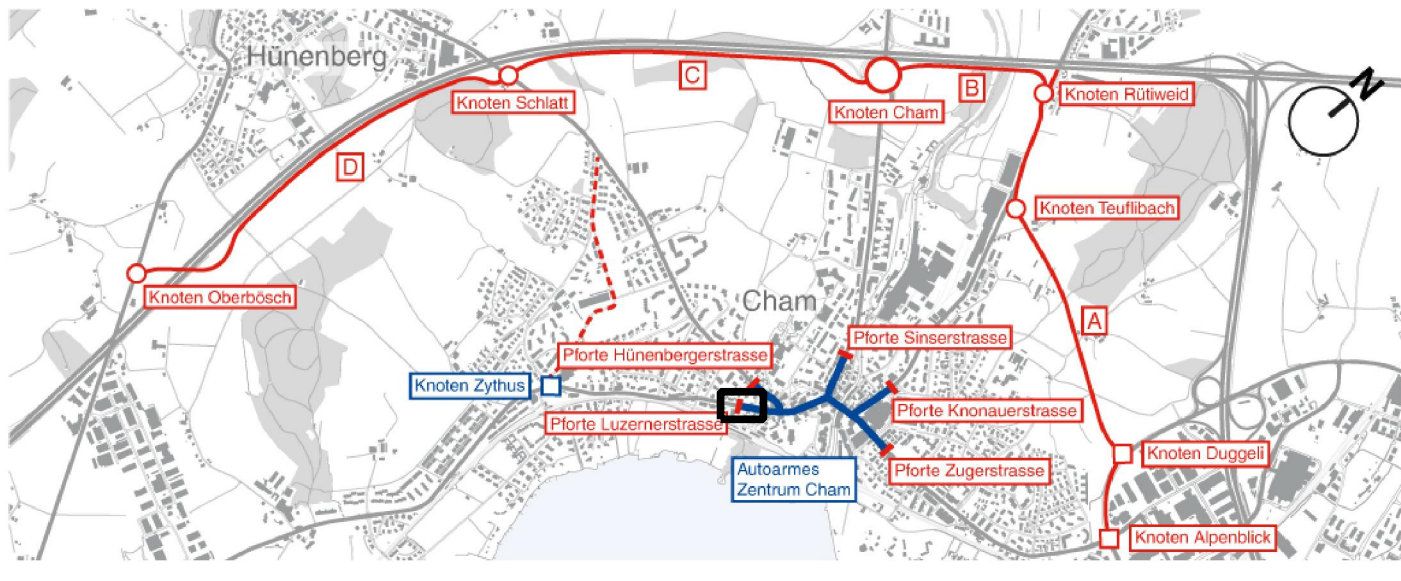 Hünenberg
N
C
B
Knoten Schlatt
Knoten Cham
Knoten Rütiweid
D
Knoten Teuflibach
Knoten Oberbösch
Cham
A
Pforte Sinserstrasse
Pforte Hünenbergerstrasse
Knoten Zythus
Pforte Knonauerstrasse
Pforte Luzernerstrasse
Knoten Duggeli
Pforte Zugerstrasse
Autoarmes
Zentrum Cham
Knoten Alpenblick